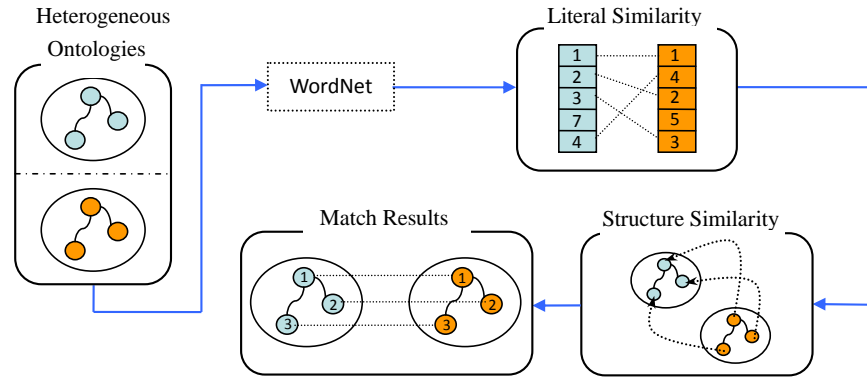 Heterogeneous
Ontologies
WordNet
Literal Similarity
1 1
2 4
3 2
7 5
4 3
Match Results
1 1
2 2
3 3
Structure Similarity